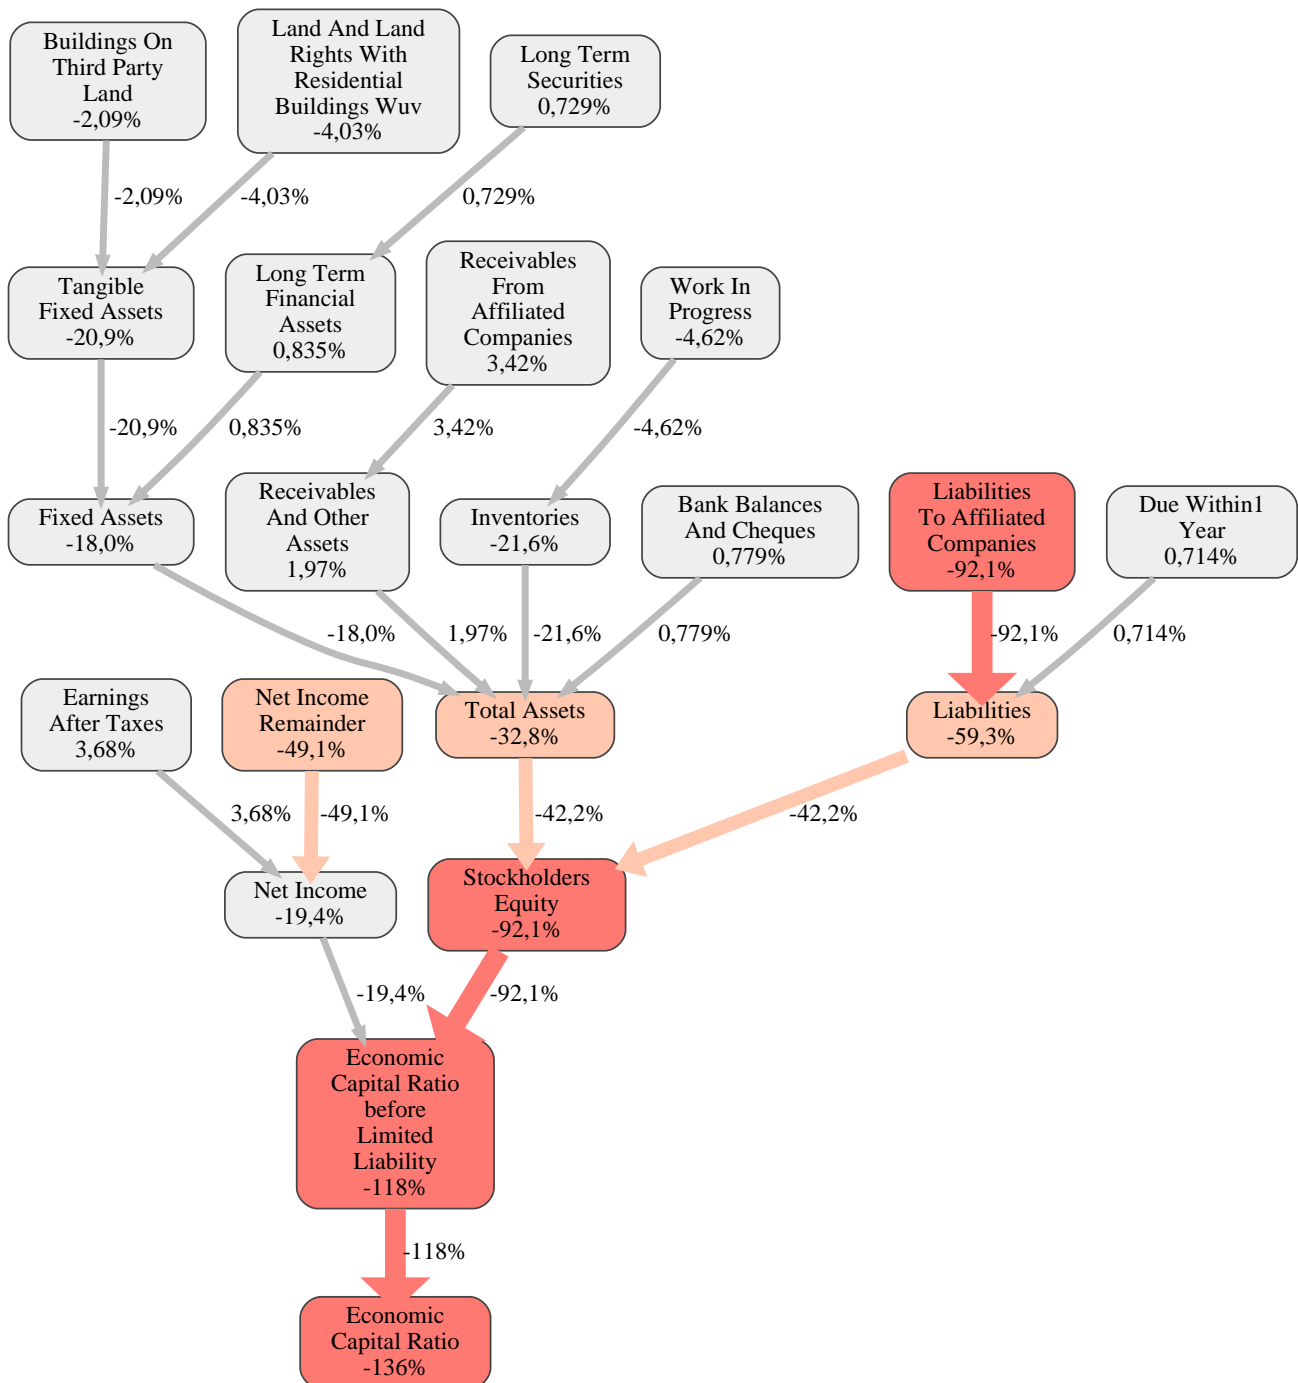 Buildings On
Third Party
Land
-2,09%
Land And Land
Rights With
Residential
Buildings Wuv
-4,03%
Long Term
Securities
0,729%
-2,09%
-4,03%
0,729%
Tangible
Fixed Assets
-20,9%
Long Term
Financial
Assets
0,835%
Receivables
From
Affiliated
Companies
3,42%
Work In
Progress
-4,62%
-20,9%
0,835%
3,42%
-4,62%
Fixed Assets
-18,0%
Receivables
And Other
Assets
1,97%
Inventories
-21,6%
Bank Balances
And Cheques
0,779%
Liabilities
To Affiliated
Companies
-92,1%
Due Within1
Year
0,714%
-18,0%
1,97%
-21,6%
0,779%
-92,1%
0,714%
Earnings
After Taxes
3,68%
Net Income
Remainder
-49,1%
Total Assets
-32,8%
Liabilities
-59,3%
3,68%
-49,1%
-42,2%
-42,2%
Net Income
-19,4%
Stockholders
Equity
-92,1%
-19,4%
-92,1%
Economic
Capital Ratio
before
Limited
Liability
-118%
-118%
Economic
Capital Ratio
-136%